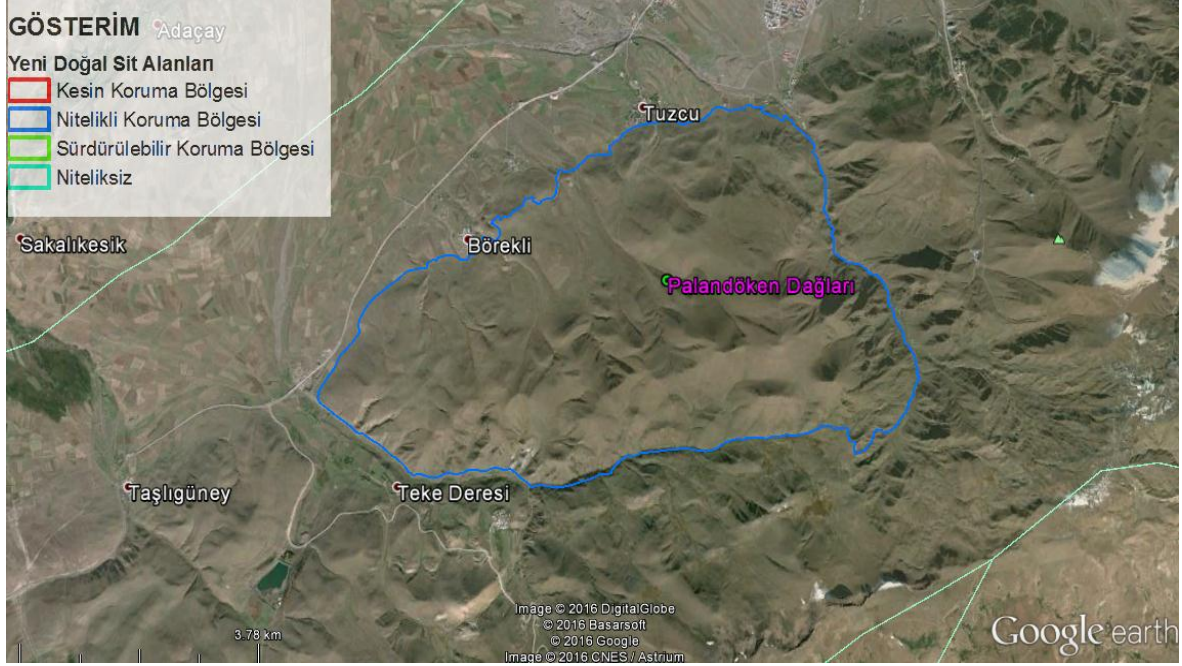 GÖSTERİM
Adaçay
Yeni Doğal Sit Alanları
Kesin Koruma Bölgesi
Nitelikli Koruma Bölgesi
Sürdürülebilir Koruma Bölgesi
Niteliksiz
Tuzcu
Sakalıkesik
Börekli
Palandöken Dağları
Taşlıgüney
Teke Deresi
3.78 km
Image © 2016 DigitalGlobe
© 2016 Basarsoft
© 2016 Google
Image © 2016 CNES / Astrium
Google earth